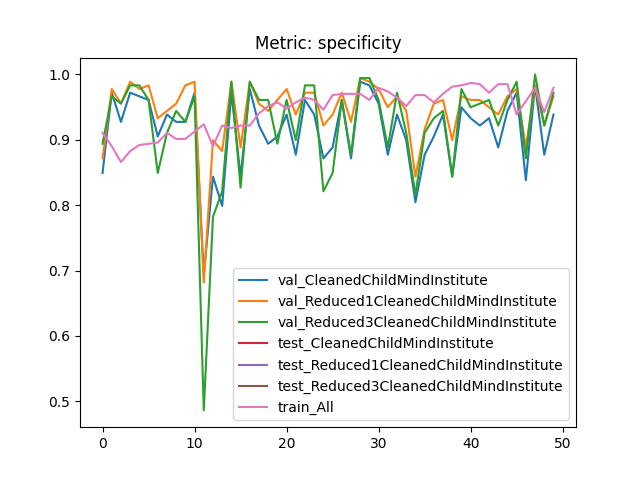 Metric: specificity
1.0
0.9
0.8
0.7
0.6
0.5
0
10
20
30
40
50
val_CleanedChildMindInstitute
val_Reduced1CleanedChildMindInstitute
val_Reduced3CleanedChildMindInstitute
test_CleanedChildMindInstitute
test_Reduced1CleanedChildMindInstitute
test_Reduced3CleanedChildMindInstitute
train_All